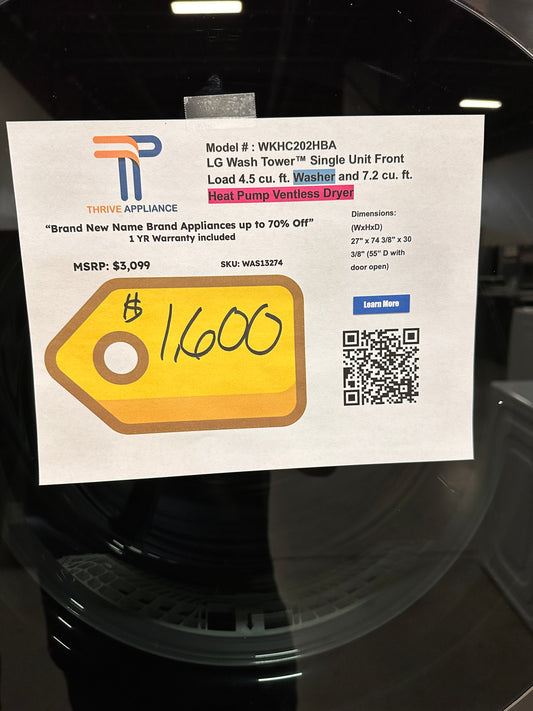 Model # : WKHC202HBA
LG Wash Tower™ Single Unit Front
Load 4.5 cu. ft. Washer and 7.2 cu. ft.
Heat Pump Ventless Dryer
THRIVE APPLIANCE
“Brand New Name Brand Appliances up to 70% Off”
1 YR Warranty included
Dimensions:
(WxHxD)
27" x 74 3/8" x 30
3/8" (55" D with
door open)
MSRP: $3,099
SKU: WAS13274
Learn More
$1,600